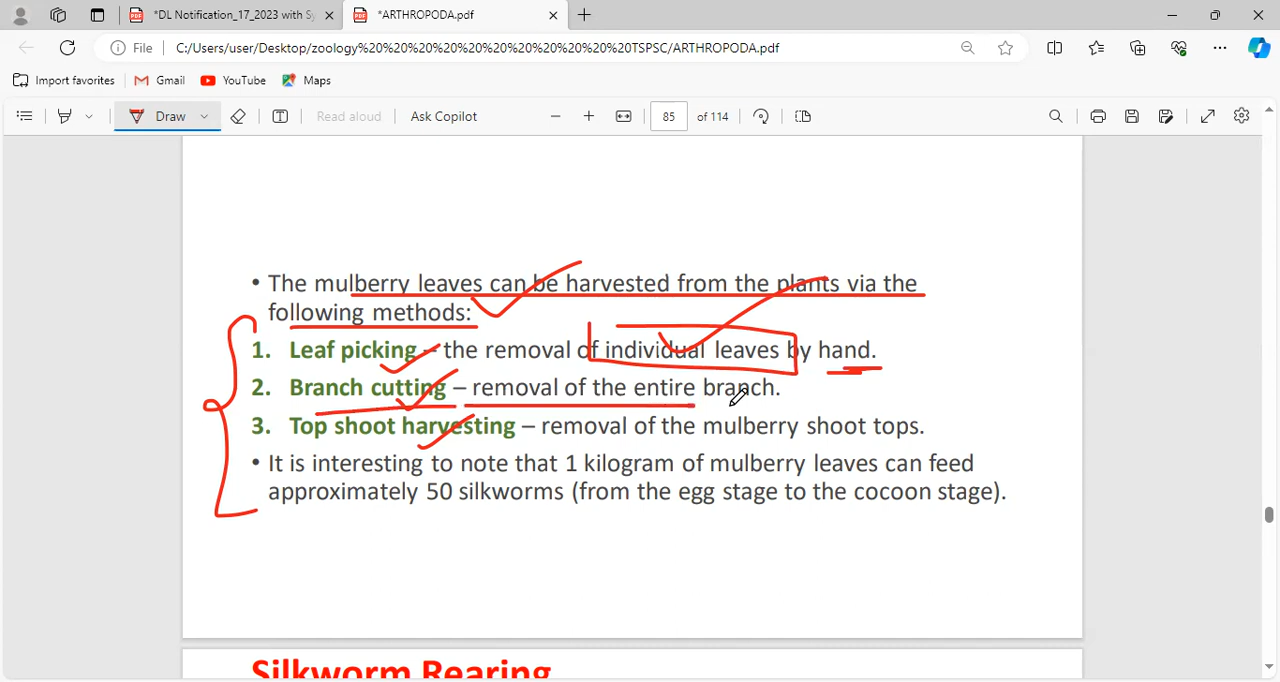 *DL Notification_17_2023 with Sy
*ARTHROPODA.pdf
File
C:/Users/user/Desktop/zoology%20%20%20%20%20%20%20%20%20%20TSPSC/ARTHROPODA.pdf
Import favorites
Gmail
YouTube
Maps
Draw
Read aloud
Ask Copilot
85 of 114
• The mulberry leaves can be harvested from the plants via the
following methods:
1. Leaf picking – the removal of individual leaves by hand.
2. Branch cutting – removal of the entire branch.
3. Top shoot harvesting – removal of the mulberry shoot tops.
• It is interesting to note that 1 kilogram of mulberry leaves can feed
approximately 50 silkworms (from the egg stage to the cocoon stage).
Silkworm Rearing